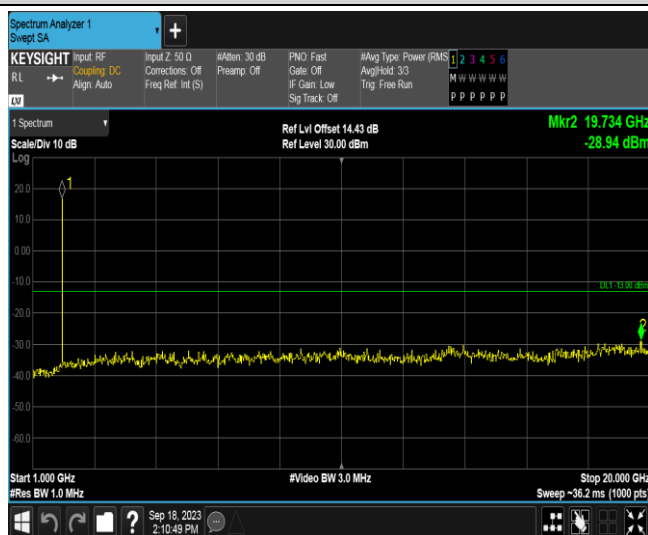 Spectrum Analyzer 1
Swept SA
+
KEYSIGHT
RL
LXI
Input: RF
Coupling: DC
Align: Auto
Input Z: 50 Ω
Corrections: Off
Freq Ref: Int (S)
#Atten: 30 dB
Preamp: Off
PNO: Fast
Gate: Off
IF Gain: Low
Sig Track: Off
#Avg Type: Power (RMS
Avg|Hold: 3/3
Trig: Free Run
1 2 3 4 5 6
M W W W W W
P P P P P P
1 Spectrum
Scale/Div 10 dB
Log
Ref Lvl Offset 14.43 dB
Ref Level 30.00 dBm
Mkr2 19.734 GHz
-28.94 dBm
1
20.0
10.0
0.00
-10.0
DL1 -13.00 dBm
-20.0
2
-30.0
-40.0
-50.0
-60.0
Start 1.000 GHz
#Video BW 3.0 MHz
Stop 20.000 GHz
#Res BW 1.0 MHz
Sweep ~36.2 ms (1000 pts)
?
Sep 18, 2023
2:10:49 PM